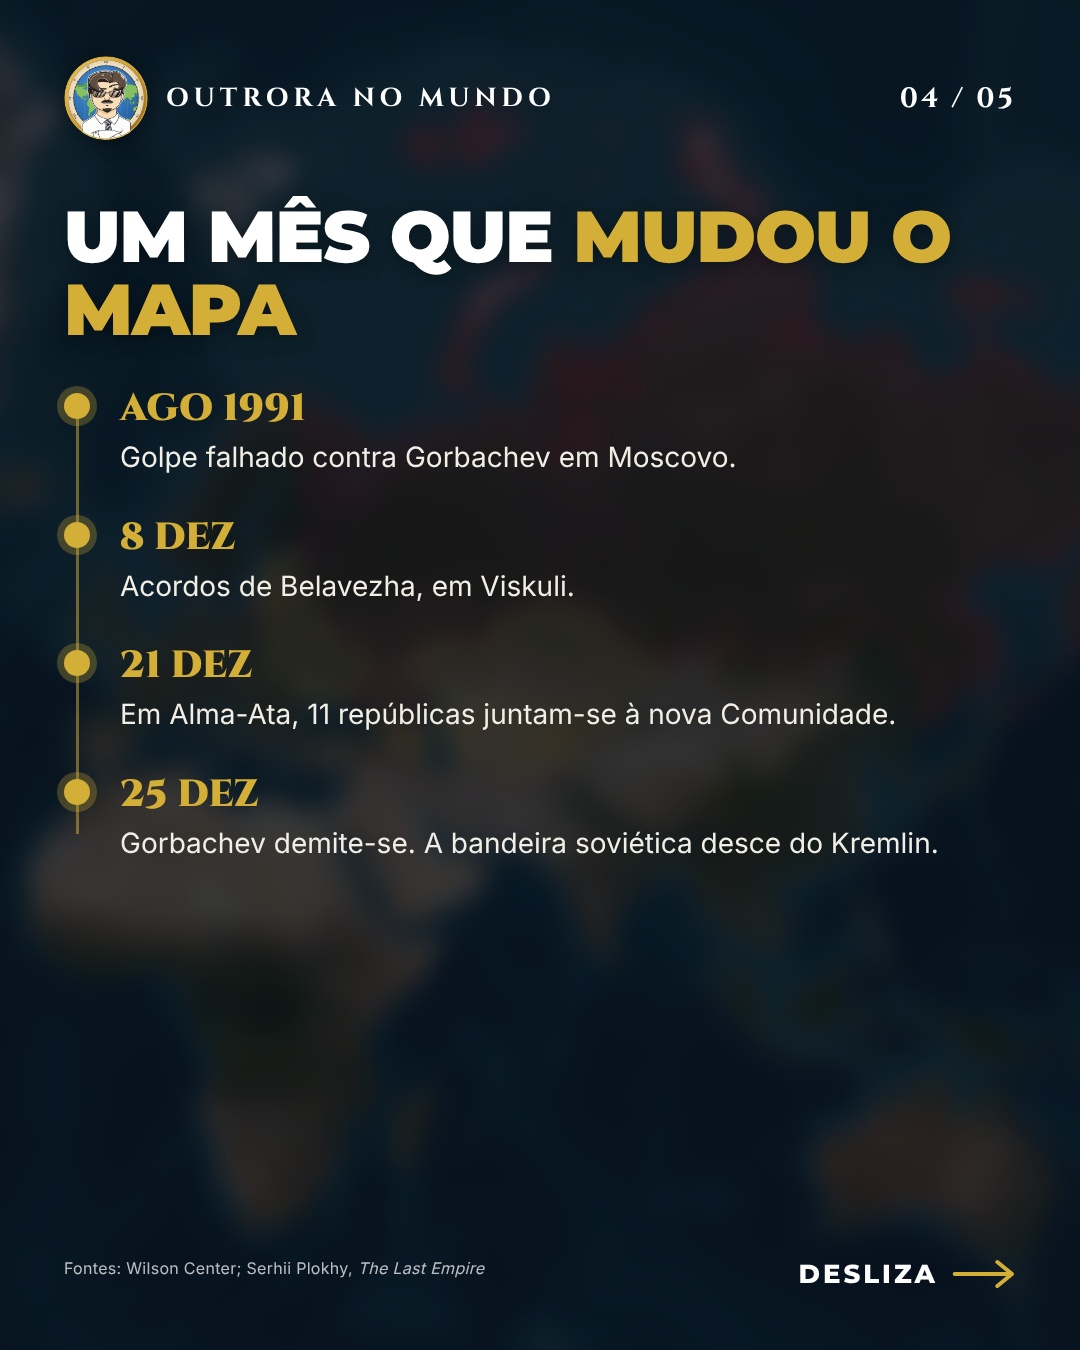 OUTRORA NO MUNDO
04 / 05
UM MÊS QUE MUDOU O
MAPA
AGO 1991
Golpe falhado contra Gorbachev em Moscovo.
8 DEZ
Acordos de Belavezha, em Viskuli.
21 DEZ
Em Alma-Ata, 11 repúblicas juntam-se à nova Comunidade.
25 DEZ
Gorbachev demite-se. A bandeira soviética desce do Kremlin.
Fontes: Wilson Center; Serhii Plokhy, The Last Empire
DESLIZA